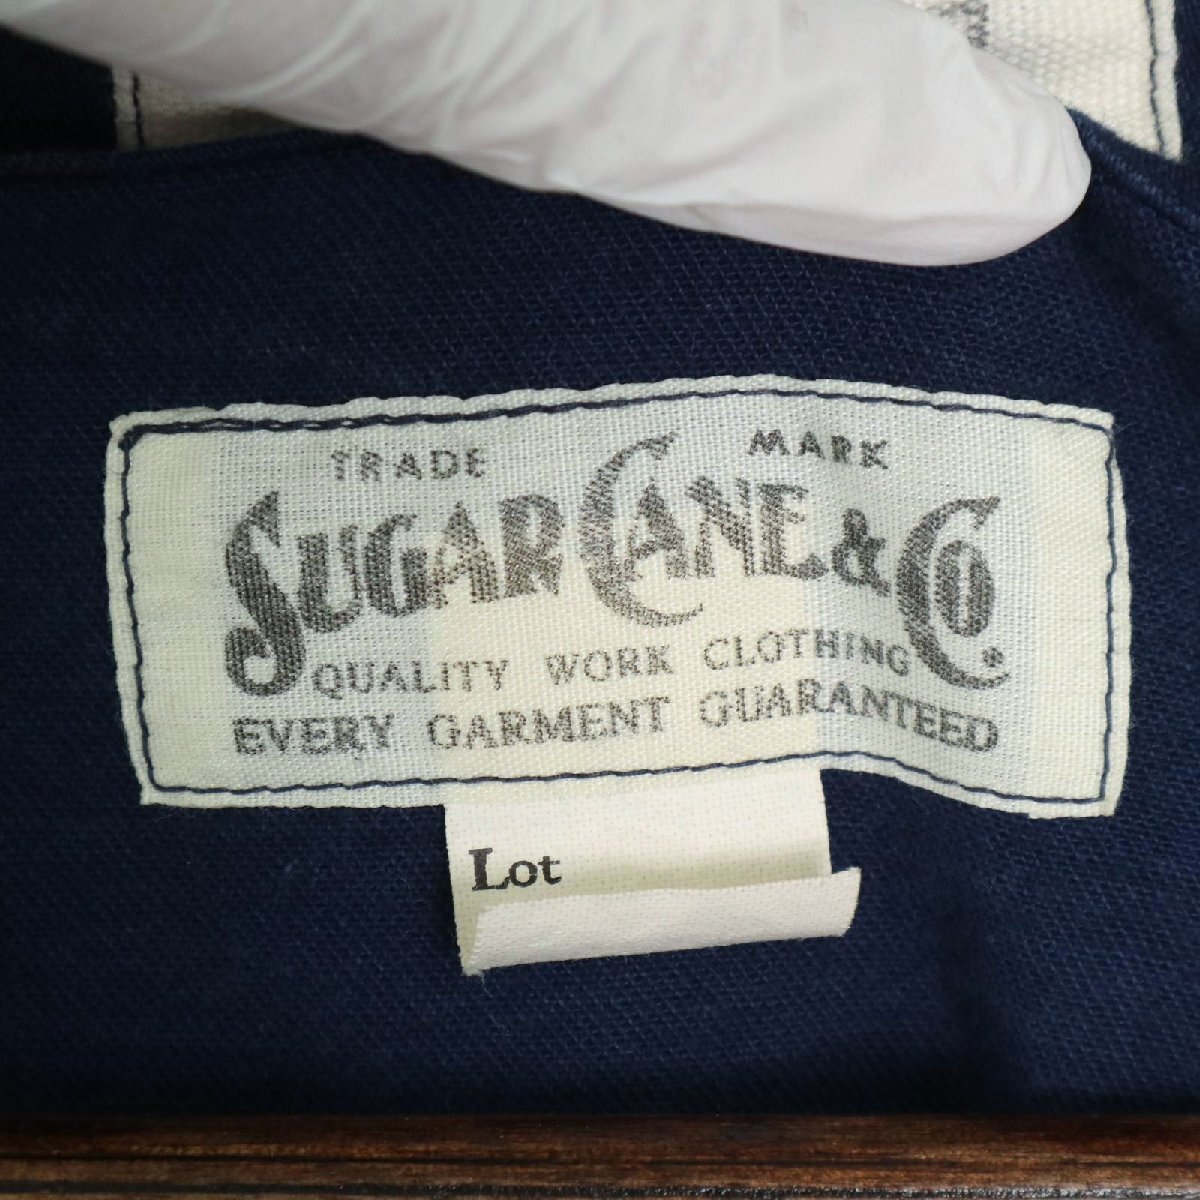 TRADE MARK
SUGAR CANE & CO.
QUALITY WORK CLOTHING
EVERY GARMENT GUARANTEED
Lot